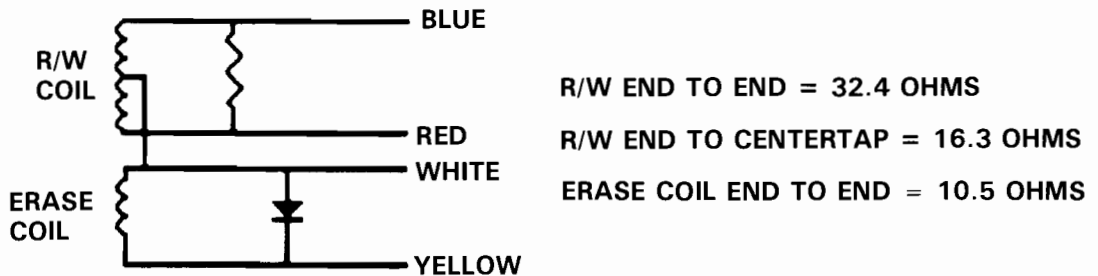 BLUE
R/W
COIL
RED
WHITE
ERASE
COIL
YELLOW
R/W END TO END = 32.4 OHMS
R/W END TO CENTERTAP = 16.3 OHMS
ERASE COIL END TO END = 10.5 OHMS